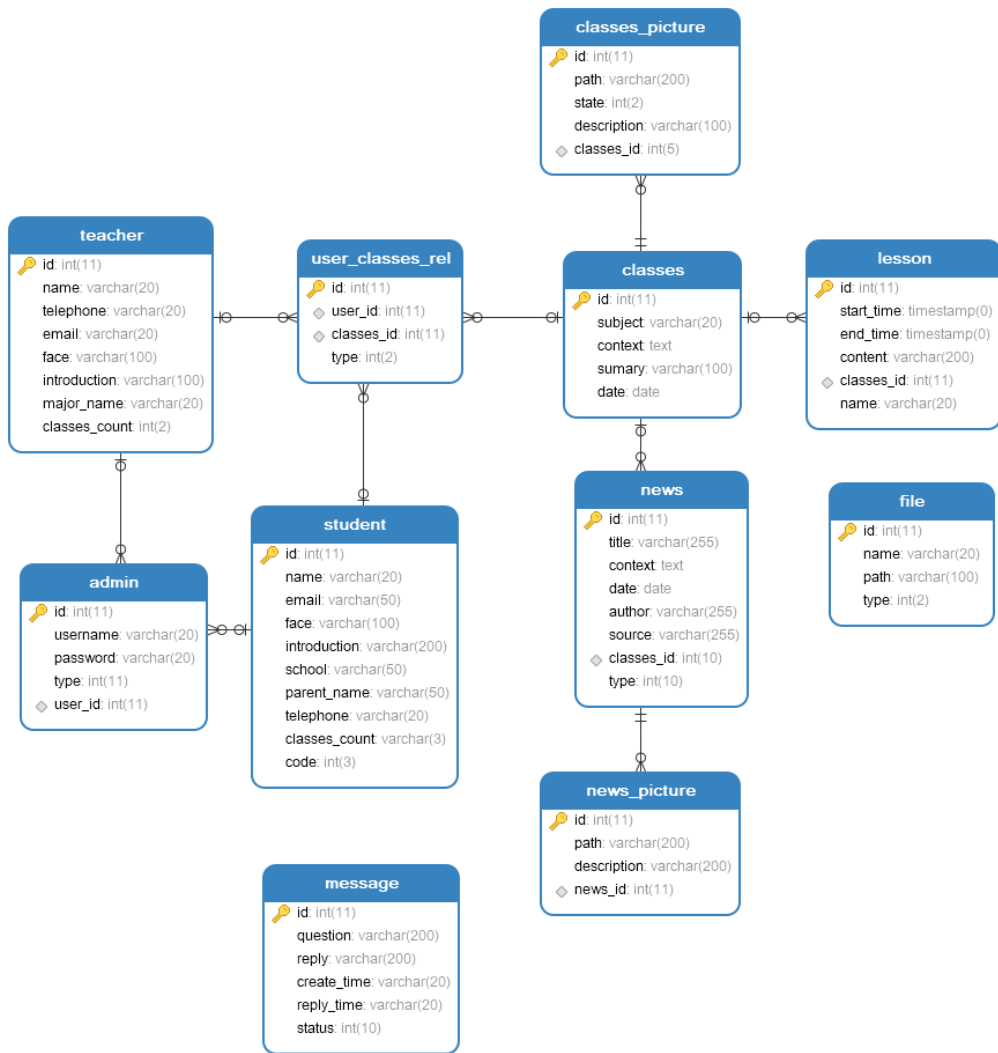 classes_picture
id: int(11)
path: varchar(200)
state: int(2)
description: varchar(100)
classes_id: int(5)
teacher
id: int(11)
name: varchar(20)
telephone: varchar(20)
email: varchar(20)
face: varchar(100)
introduction: varchar(100)
major_name: varchar(20)
classes_count: int(2)
user_classes_rel
id: int(11)
user_id: int(11)
classes_id: int(11)
type: int(2)
classes
id: int(11)
subject: varchar(20)
context: text
sumary: varchar(100)
date: date
lesson
id: int(11)
start_time: timestamp(0)
end_time: timestamp(0)
content: varchar(200)
classes_id: int(11)
name: varchar(20)
admin
id: int(11)
username: varchar(20)
password: varchar(20)
type: int(11)
user_id: int(11)
student
id: int(11)
name: varchar(20)
email: varchar(50)
face: varchar(100)
introduction: varchar(200)
school: varchar(50)
parent_name: varchar(50)
telephone: varchar(20)
classes_count: varchar(3)
code: int(3)
news
id: int(11)
title: varchar(255)
context: text
date: date
author: varchar(255)
source: varchar(255)
classes_id: int(10)
type: int(10)
file
id: int(11)
name: varchar(20)
path: varchar(100)
type: int(2)
news_picture
id: int(11)
path: varchar(200)
description: varchar(200)
news_id: int(11)
message
id: int(11)
question: varchar(200)
reply: varchar(200)
create_time: varchar(20)
reply_time: varchar(20)
status: int(10)